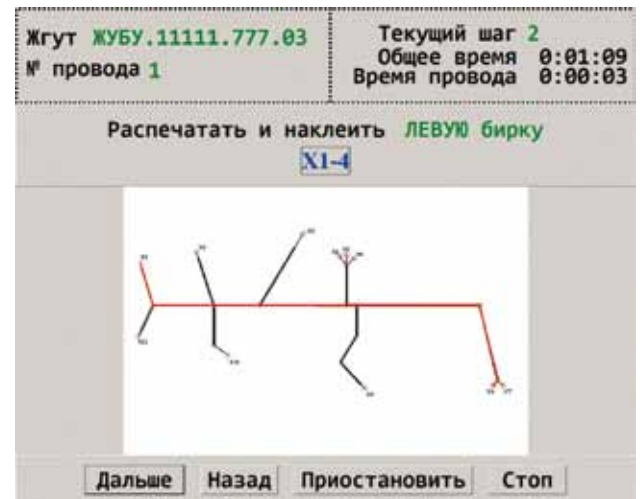 Жгут ЖУБУ.11111.777.03
№ провода 1
Текущий шаг 2
Общее время 0:01:09
Время провода 0:00:03
Распечатать и наклеить ЛЕВУЮ бирку
X1-4
Дальше Назад Приостановить Стоп